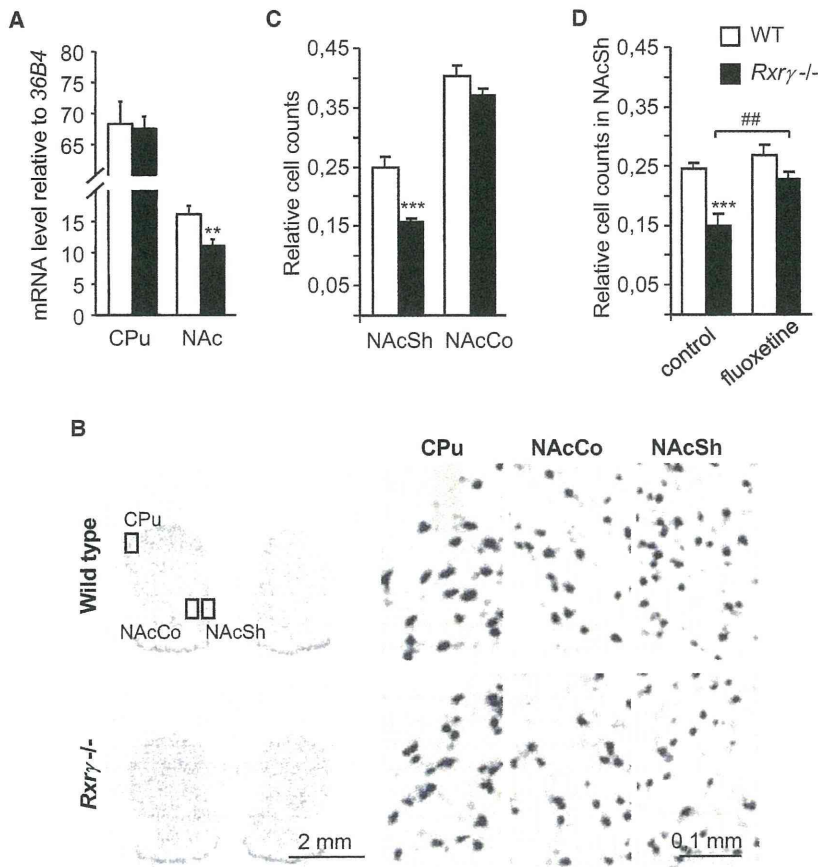 A
mRNA level relative to 36B4
80
75
70
65
15
10
5
0
CPu NAc
**
C
Relative cell counts
0,45
0,35
0,25
0,15
0,05
***
NAcSh NAcCo
D
Relative cell counts in NAcSh
0,45
0,35
0,25
0,15
0,05
WT
Rxrγ -/-
##
***
control
fluoxetine
B
CPu NAcCo NAcSh
Wild type
CPu
NAcCo NAcSh
Rxrγ -/-
2 mm
0,1 mm